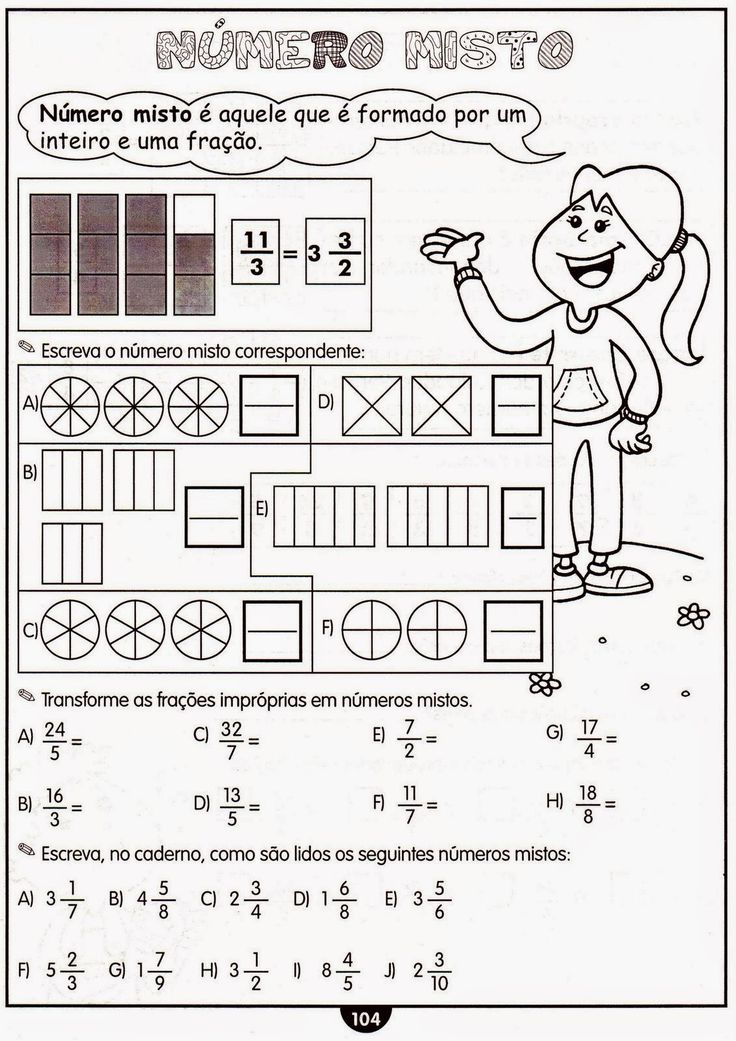 NÚMERO MISTO
Número misto é aquele que é formado por um
inteiro e uma fração.
11/3 = 3 3/2
Escreva o número misto correspondente:
A) D)
B)
E)
C) F)
Transforme as frações impróprias em números mistos.
A) 24/5 = C) 32/7 = E) 7/2 = G) 17/4 =
B) 16/3 = D) 13/5 = F) 11/7 = H) 18/8 =
Escreva, no caderno, como são lidos os seguintes números mistos:
A) 3 1/7 B) 4 5/8 C) 2 3/4 D) 1 6/8 E) 3 5/6
F) 5 2/3 G) 1 7/9 H) 3 1/2 I) 8 4/5 J) 2 3/10
104